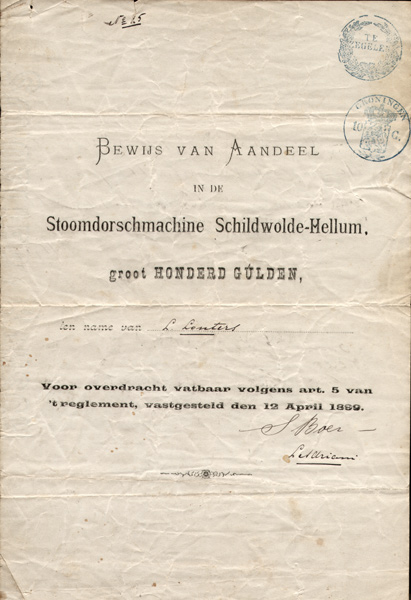 No 15
TE
ZEGELEN
GRONINGEN
BEWIJS VAN AANDEEL
IN DE
Stoomdorschmachine Schildwolde-Hellum,
groot HONDERD GULDEN,
ten name van L Lenters
Voor overdracht vatbaar volgens art. 5 van
't reglement, vastgesteld den 12 April 1869.
S Boer